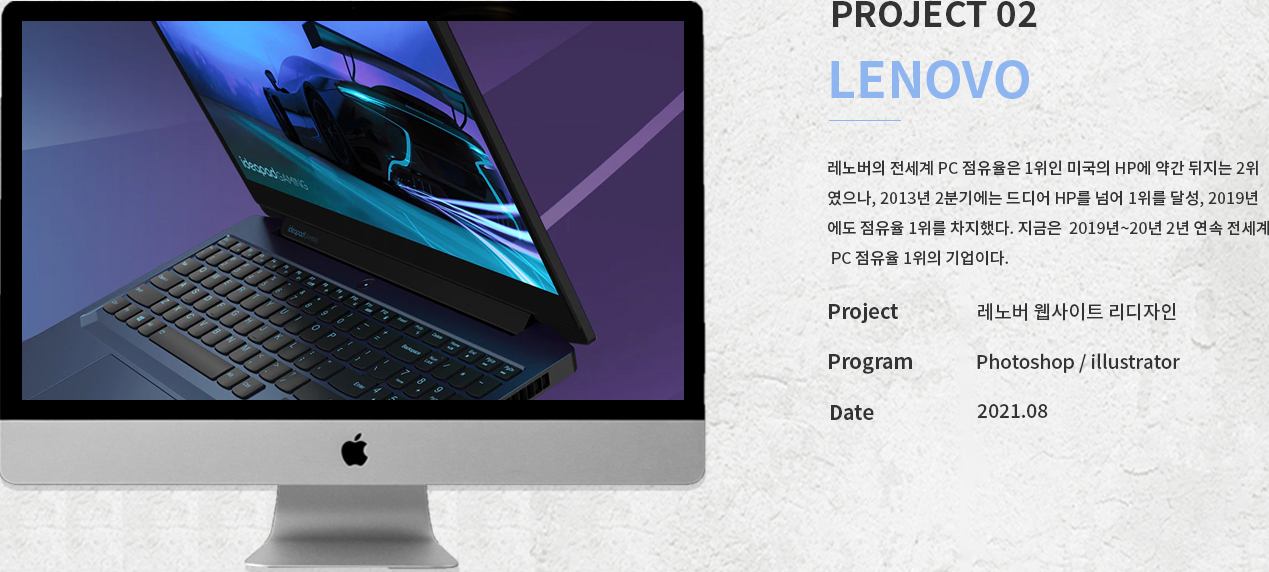 PROJECT 02
LENOVO
레노버의 전세계 PC 점유율은 1위인 미국의 HP에 약간 뒤지는 2위
였으나, 2013년 2분기에는 드디어 HP를 넘어 1위를 달성, 2019년
에도 점유율 1위를 차지했다. 지금은 2019년~20년 2년 연속 전세계
PC 점유율 1위의 기업이다.
Project 레노버 웹사이트 리디자인
Program Photoshop / illustrator
Date 2021.08
ideapad GAMING